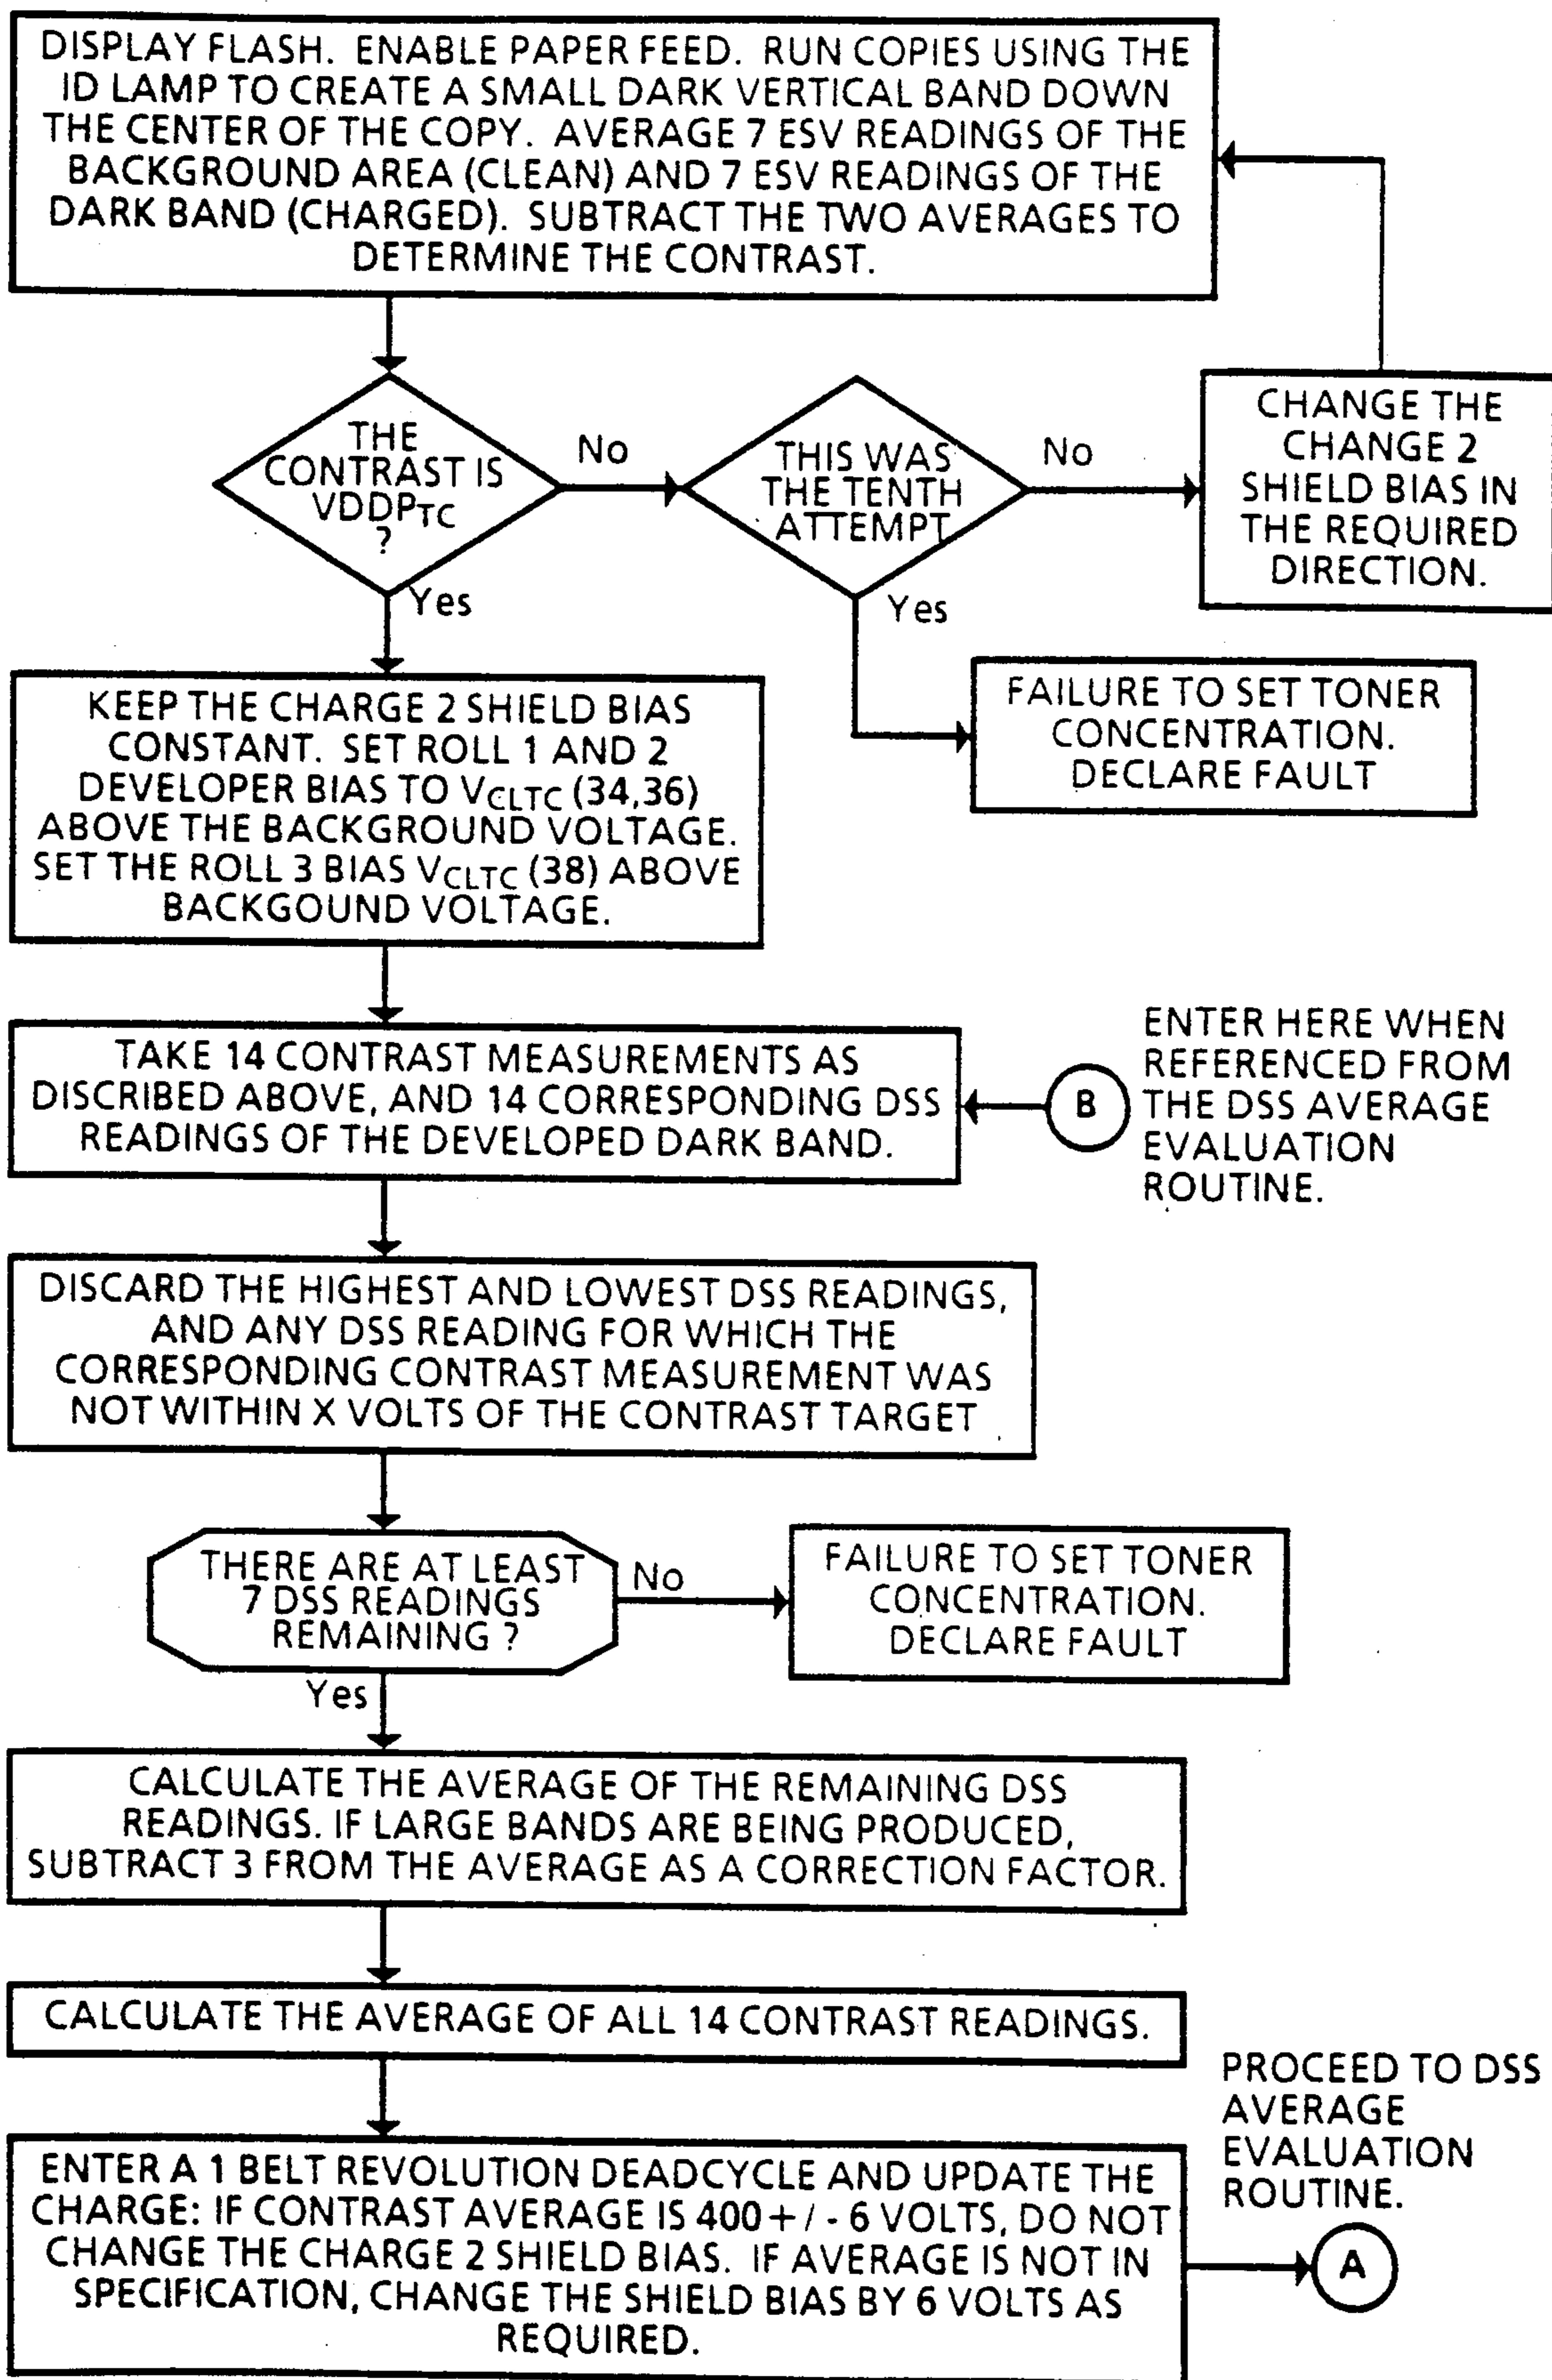 DISPLAY FLASH. ENABLE PAPER FEED. RUN COPIES USING THE
ID LAMP TO CREATE A SMALL DARK VERTICAL BAND DOWN
THE CENTER OF THE COPY. AVERAGE 7 ESV READINGS OF THE
BACKGROUND AREA (CLEAN) AND 7 ESV READINGS OF THE
DARK BAND (CHARGED). SUBTRACT THE TWO AVERAGES TO
DETERMINE THE CONTRAST.
THE
CONTRAST IS
VDDPTC
?
No
THIS WAS
THE TENTH
ATTEMPT
No
CHANGE THE
CHANGE 2
SHIELD BIAS IN
THE REQUIRED
DIRECTION.
Yes
Yes
FAILURE TO SET TONER
CONCENTRATION.
DECLARE FAULT
KEEP THE CHARGE 2 SHIELD BIAS
CONSTANT. SET ROLL 1 AND 2
DEVELOPER BIAS TO VCLTC (34,36)
ABOVE THE BACKGROUND VOLTAGE.
SET THE ROLL 3 BIAS VCLTC (38) ABOVE
BACKGOUND VOLTAGE.
TAKE 14 CONTRAST MEASUREMENTS AS
DISCRIBED ABOVE, AND 14 CORRESPONDING DSS
READINGS OF THE DEVELOPED DARK BAND.
B
ENTER HERE WHEN
REFERENCED FROM
THE DSS AVERAGE
EVALUATION
ROUTINE.
DISCARD THE HIGHEST AND LOWEST DSS READINGS,
AND ANY DSS READING FOR WHICH THE
CORRESPONDING CONTRAST MEASUREMENT WAS
NOT WITHIN X VOLTS OF THE CONTRAST TARGET
THERE ARE AT LEAST
7 DSS READINGS
REMAINING ?
No
FAILURE TO SET TONER
CONCENTRATION.
DECLARE FAULT
Yes
CALCULATE THE AVERAGE OF THE REMAINING DSS
READINGS. IF LARGE BANDS ARE BEING PRODUCED,
SUBTRACT 3 FROM THE AVERAGE AS A CORRECTION FACTOR.
CALCULATE THE AVERAGE OF ALL 14 CONTRAST READINGS.
PROCEED TO DSS
AVERAGE
EVALUATION
ROUTINE.
ENTER A 1 BELT REVOLUTION DEADCYCLE AND UPDATE THE
CHARGE: IF CONTRAST AVERAGE IS 400 + / - 6 VOLTS, DO NOT
CHANGE THE CHARGE 2 SHIELD BIAS. IF AVERAGE IS NOT IN
SPECIFICATION, CHANGE THE SHIELD BIAS BY 6 VOLTS AS
REQUIRED.
A